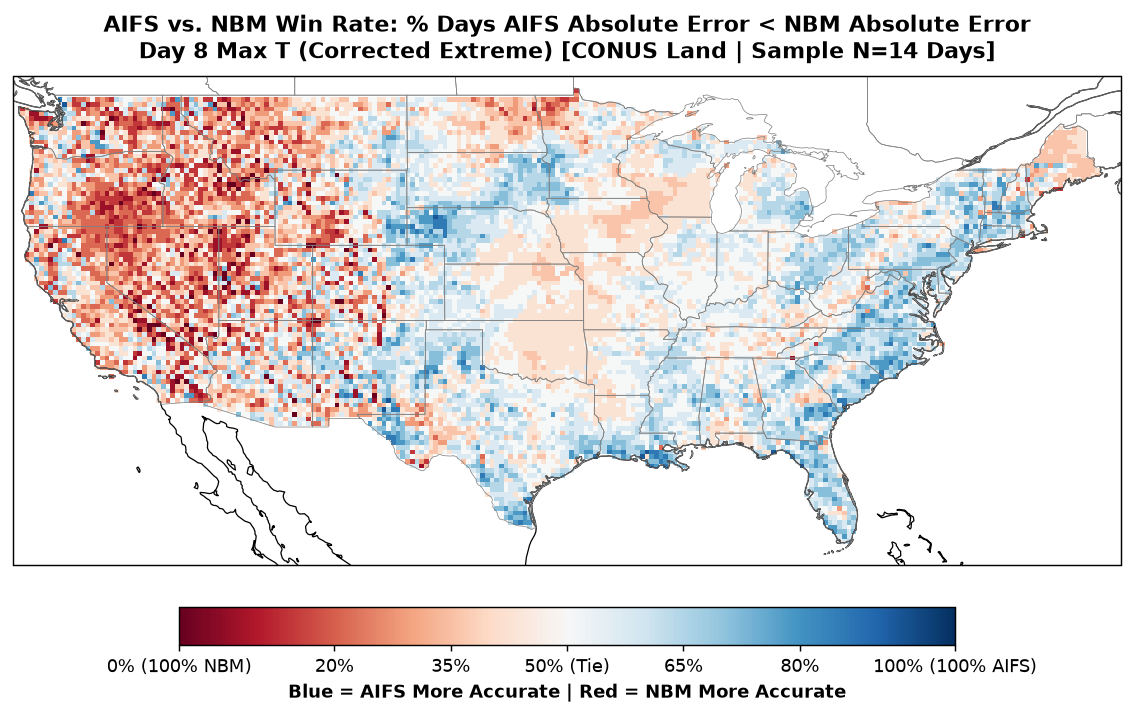 AIFS vs. NBM Win Rate: % Days AIFS Absolute Error < NBM Absolute Error
Day 8 Max T (Corrected Extreme) [CONUS Land | Sample N=14 Days]
0% (100% NBM) 20% 35% 50% (Tie) 65% 80% 100% (100% AIFS)
Blue = AIFS More Accurate | Red = NBM More Accurate